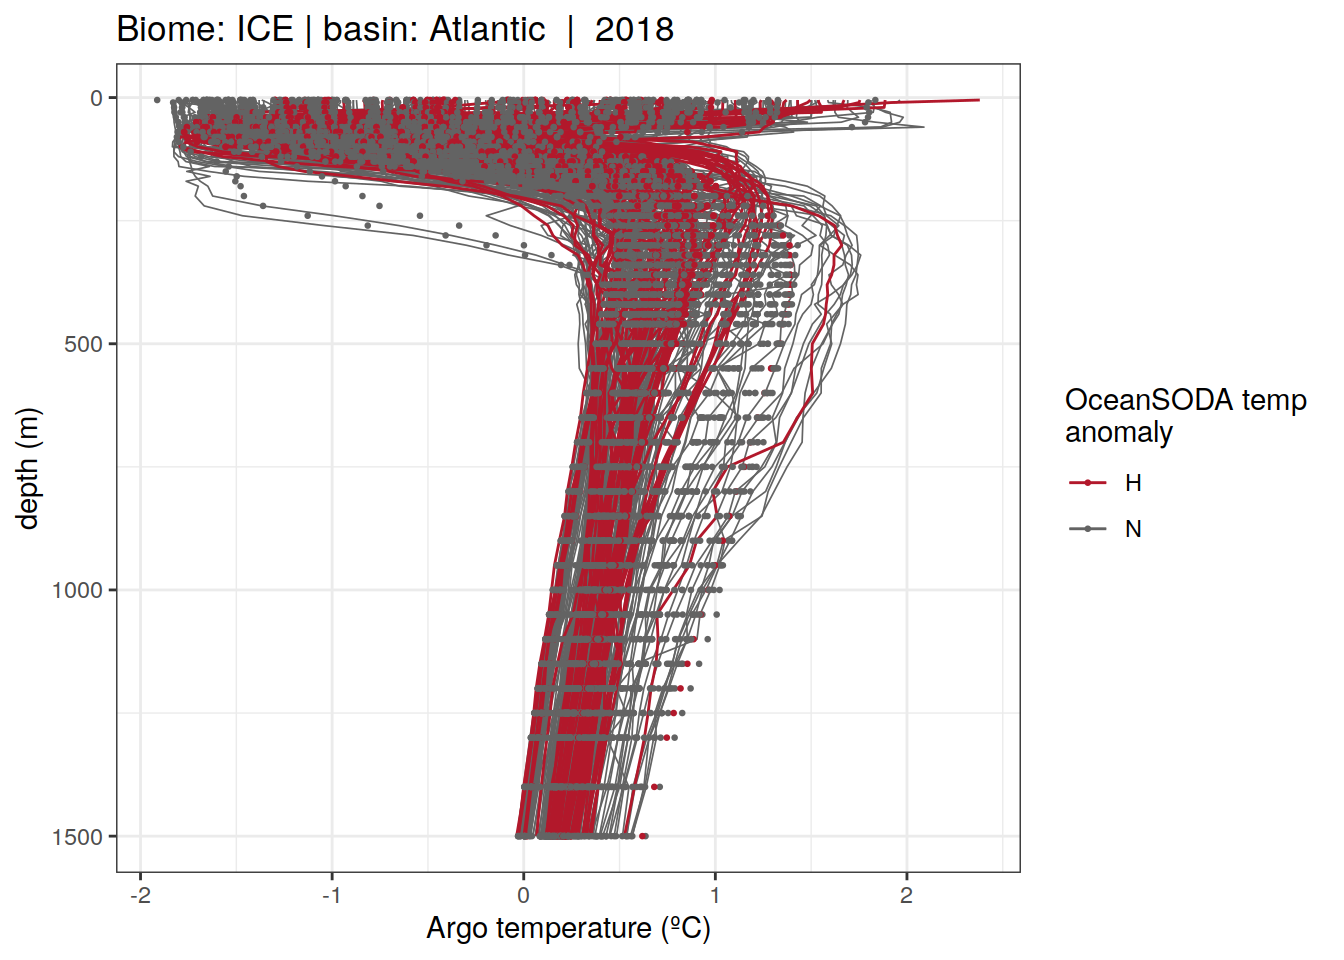 Biome: ICE | basin: Atlantic  |  2018
0
500
1000
1500
depth (m)
-2
-1
0
1
2
Argo temperature (ºC)
OceanSODA temp
anomaly
H
N